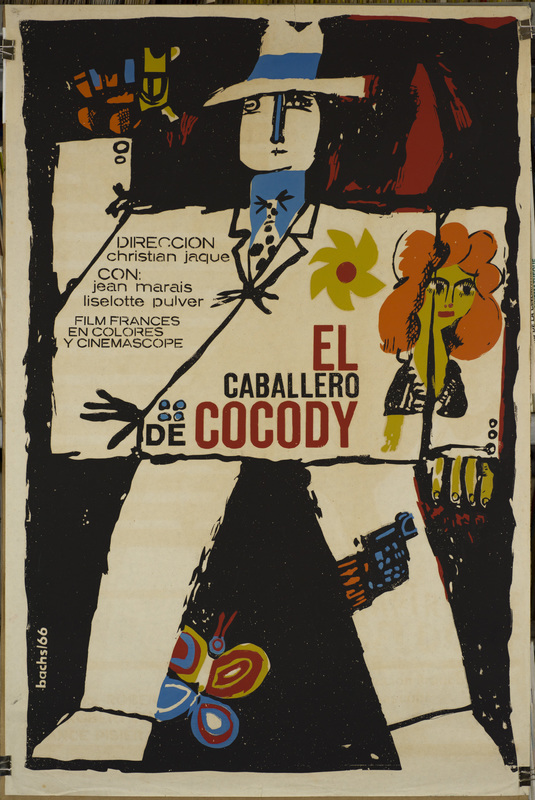 DIRECCION
christian jaque
CON:
jean marais
liselotte pulver
FILM FRANCES
EN COLORES
Y CINEMASCOPE
EL
CABALLERO
DE COCODY
bachs/66